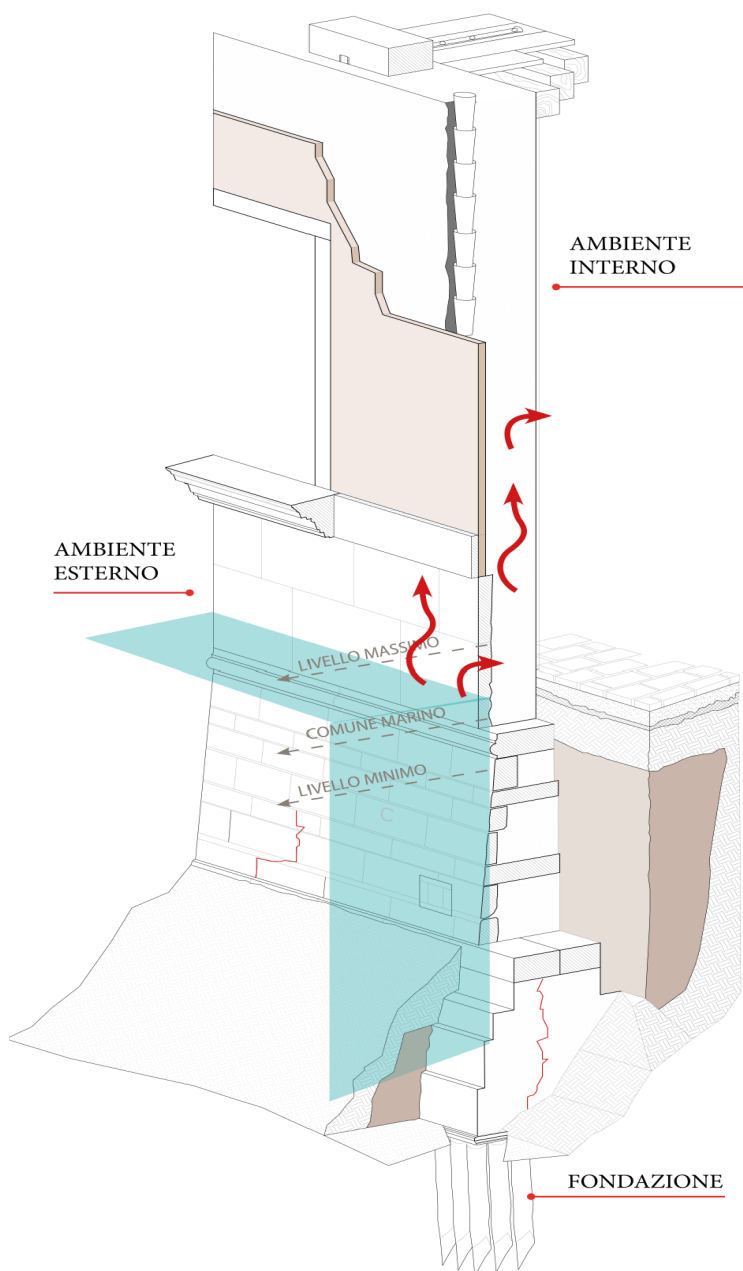 AMBIENTE
INTERNO
AMBIENTE
ESTERNO
LIVELLO MASSIMO
COMUNE MARINO
LIVELLO MINIMO
C
FONDAZIONE